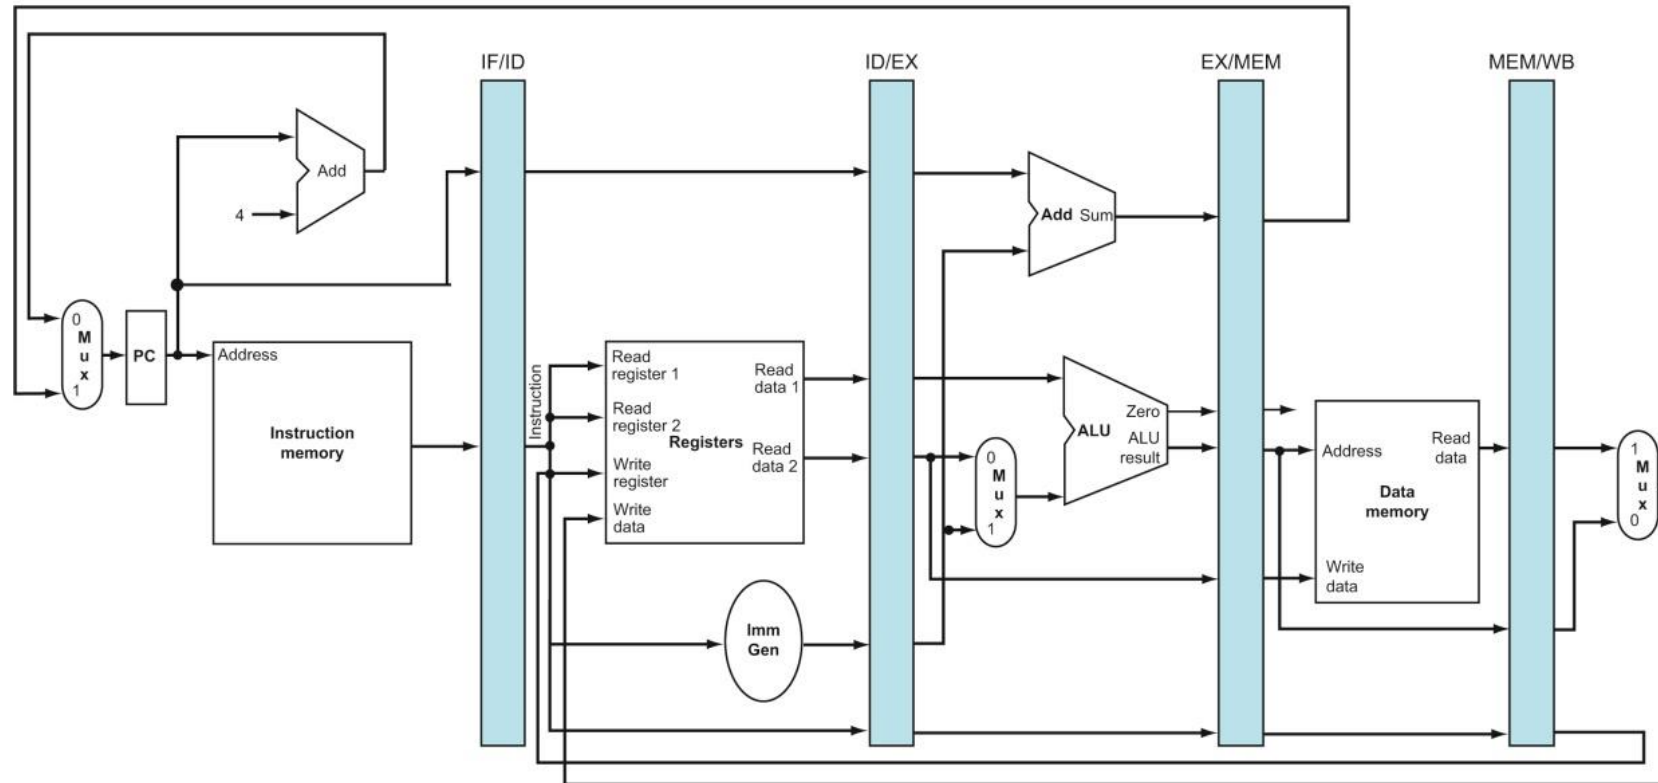 IF/ID
ID/EX
EX/MEM
MEM/WB
Add
4
Add Sum
0
M
u
x
1
PC
Address
Instruction
memory
Instruction
Read
register 1
Read
register 2
Write
register
Write
data
Registers
Read
data 1
Read
data 2
Imm
Gen
0
M
u
x
1
ALU
Zero
ALU
result
Address
Read
data
Data
memory
Write
data
1
M
u
x
0